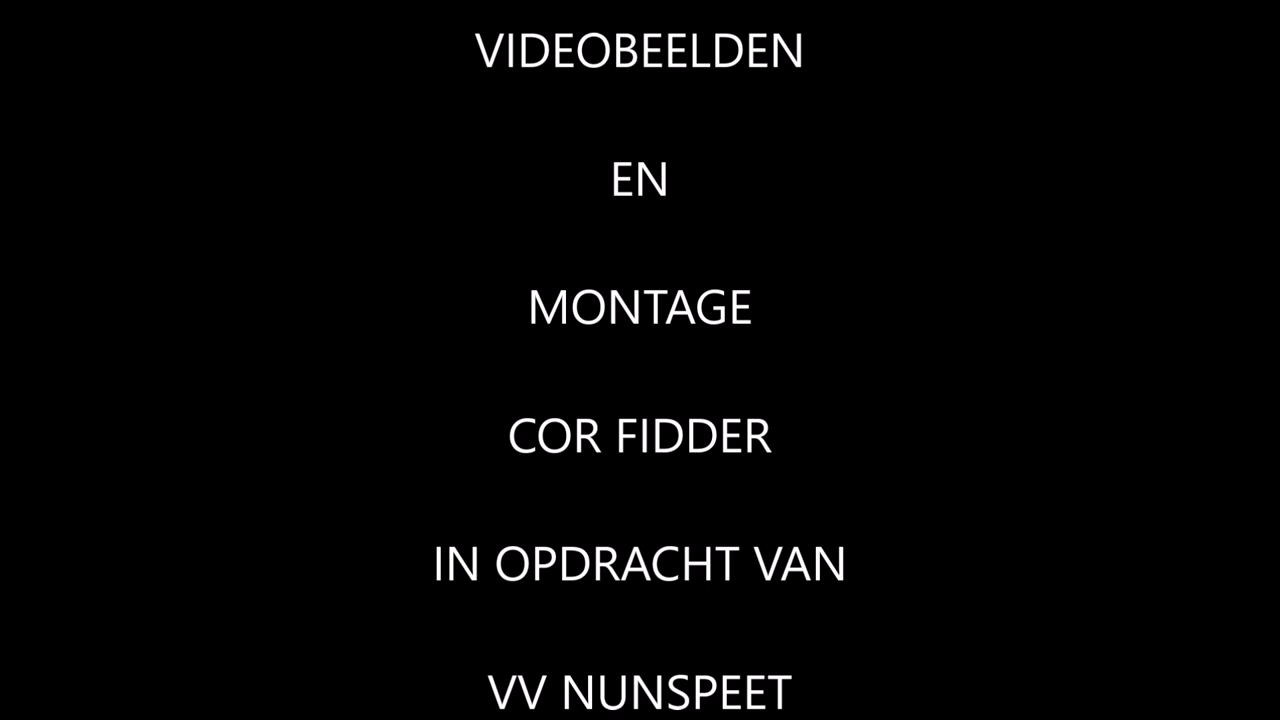 VIDEOBEELDEN
EN
MONTAGE
COR FIDDER
IN OPDRACHT VAN
VV NUNSPEET